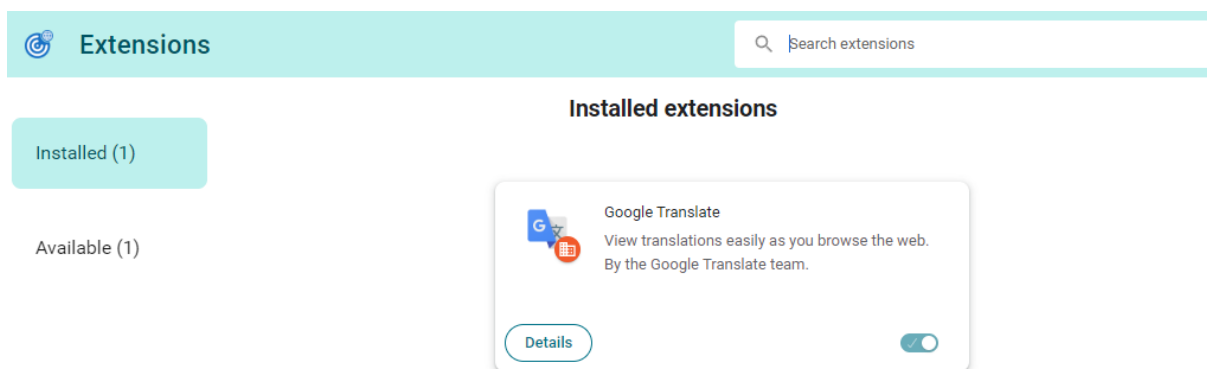 Extensions
Search extensions
Installed extensions
Installed (1)
Google Translate
View translations easily as you browse the web.
By the Google Translate team.
Available (1)
Details